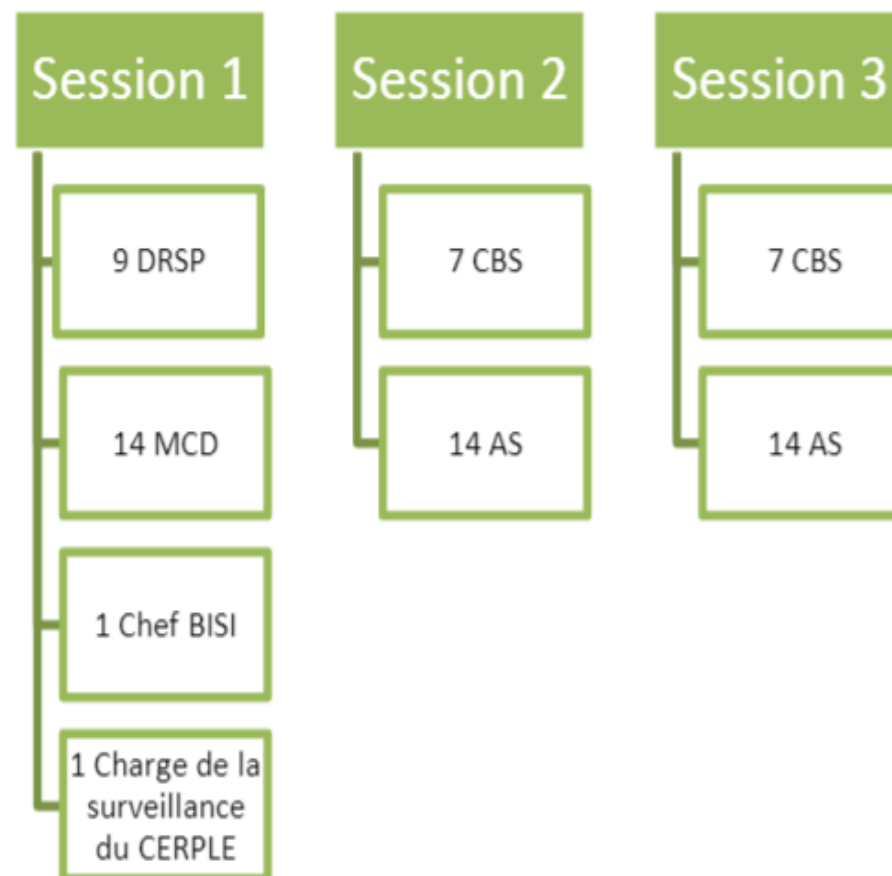 Session 1
9 DRSP
14 MCD
1 Chef BISI
1 Charge de la
surveillance
du CERPLE
Session 2
7 CBS
14 AS
Session 3
7 CBS
14 AS